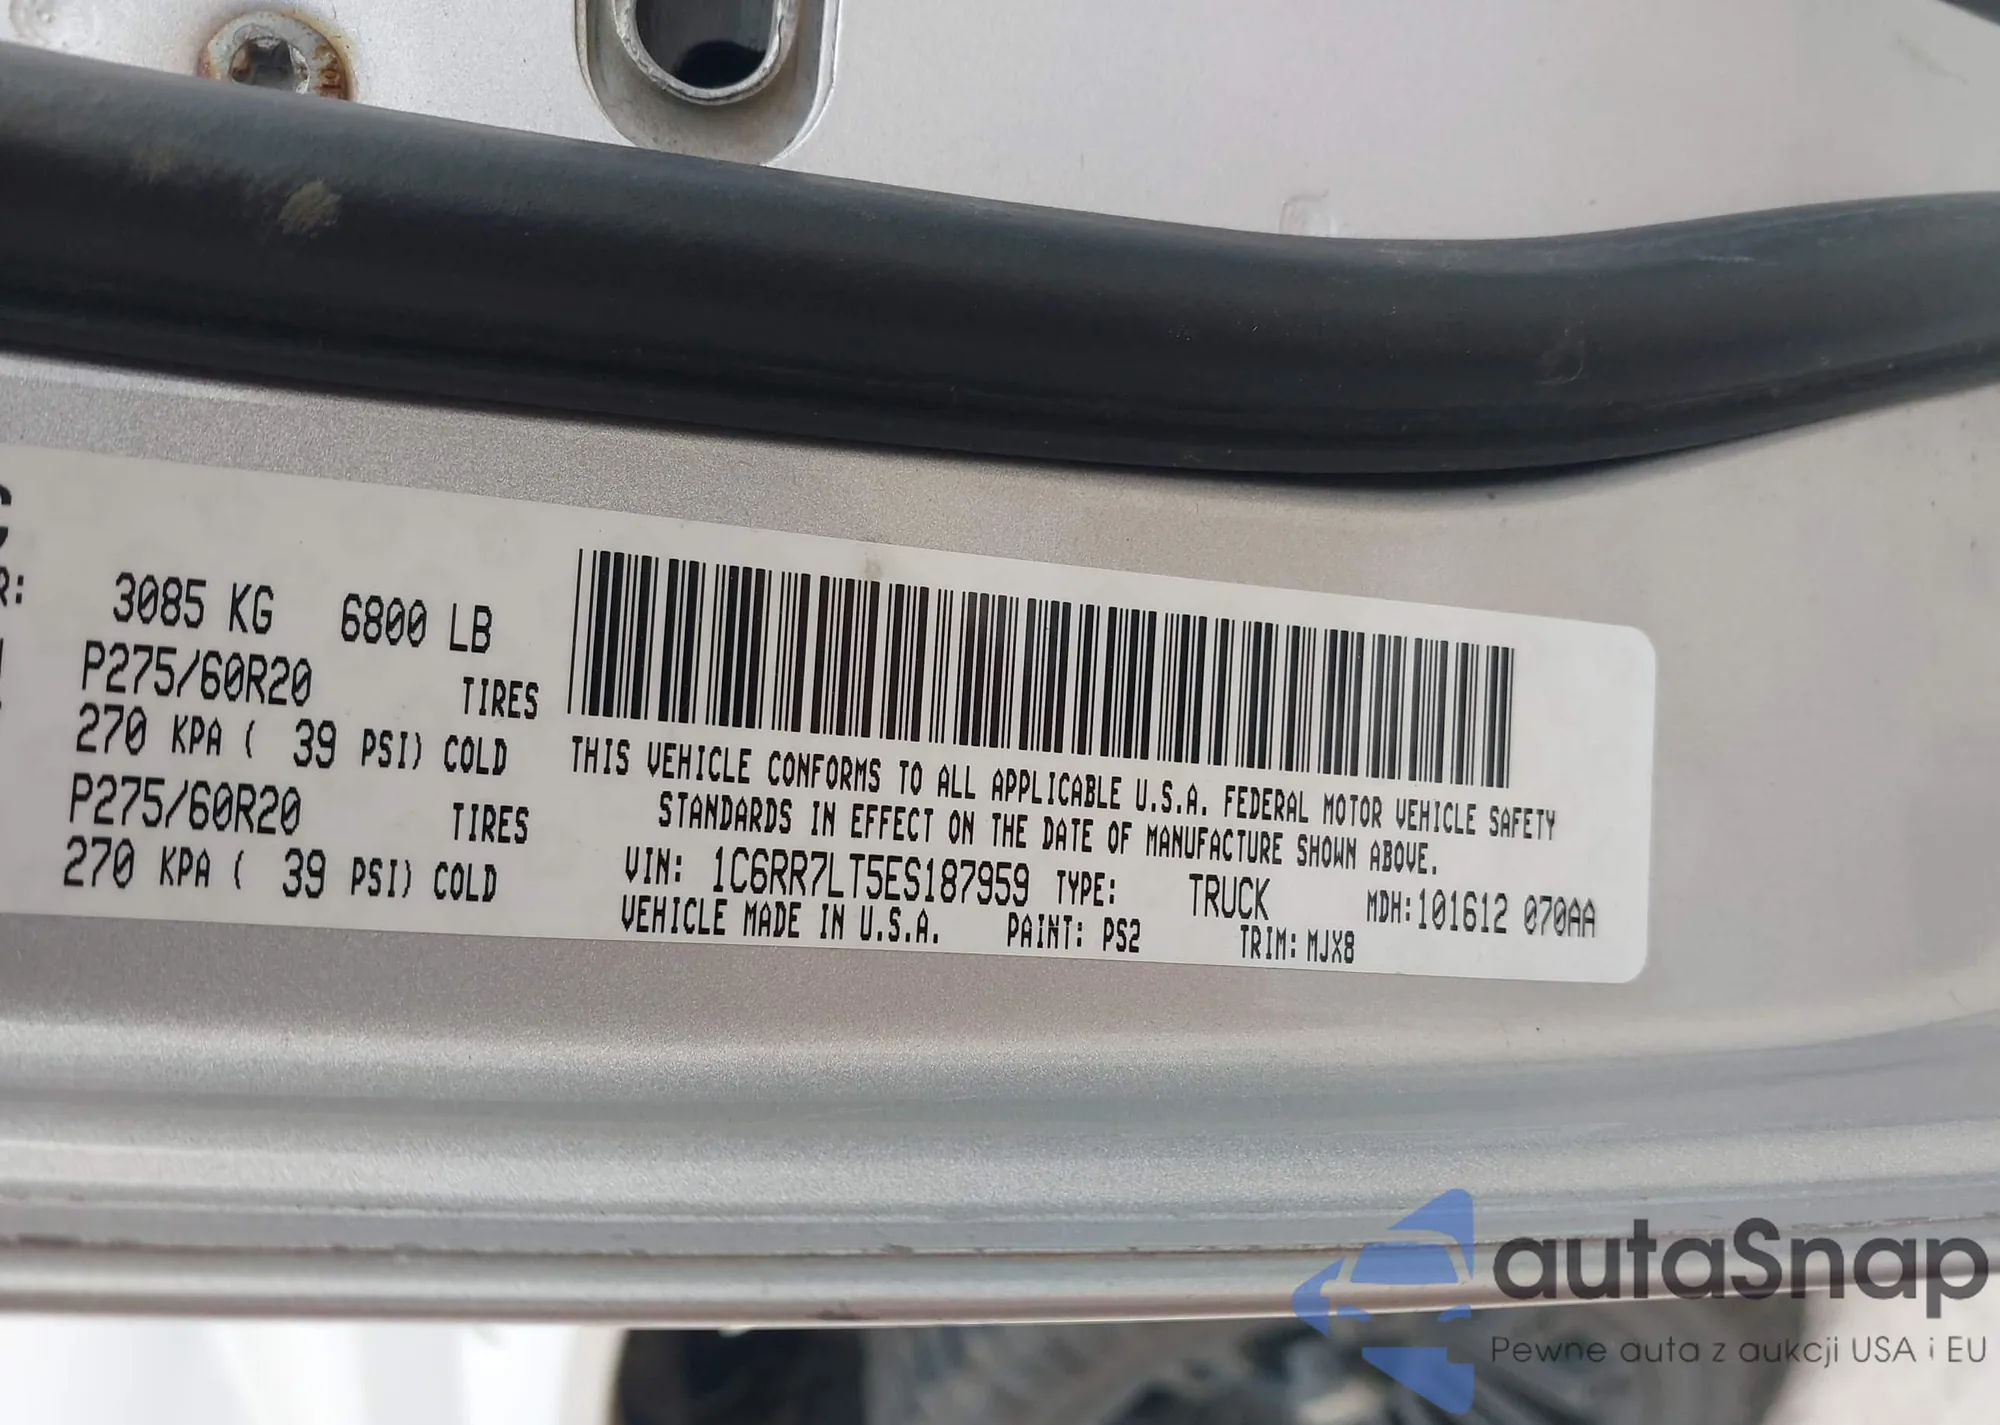 3085 KG 6800 LB
P275/60R20 TIRES
270 KPA ( 39 PSI) COLD
P275/60R20 TIRES
270 KPA ( 39 PSI) COLD
THIS VEHICLE CONFORMS TO ALL APPLICABLE U.S.A. FEDERAL MOTOR VEHICLE SAFETY
STANDARDS IN EFFECT ON THE DATE OF MANUFACTURE SHOWN ABOVE.
VIN: 1C6RR7LT5ES187959 TYPE: TRUCK MDH:101612 070AA
VEHICLE MADE IN U.S.A. PAINT: PS2 TRIM: MJX8
autaSnap
Pewne auta z aukcji USA i EU